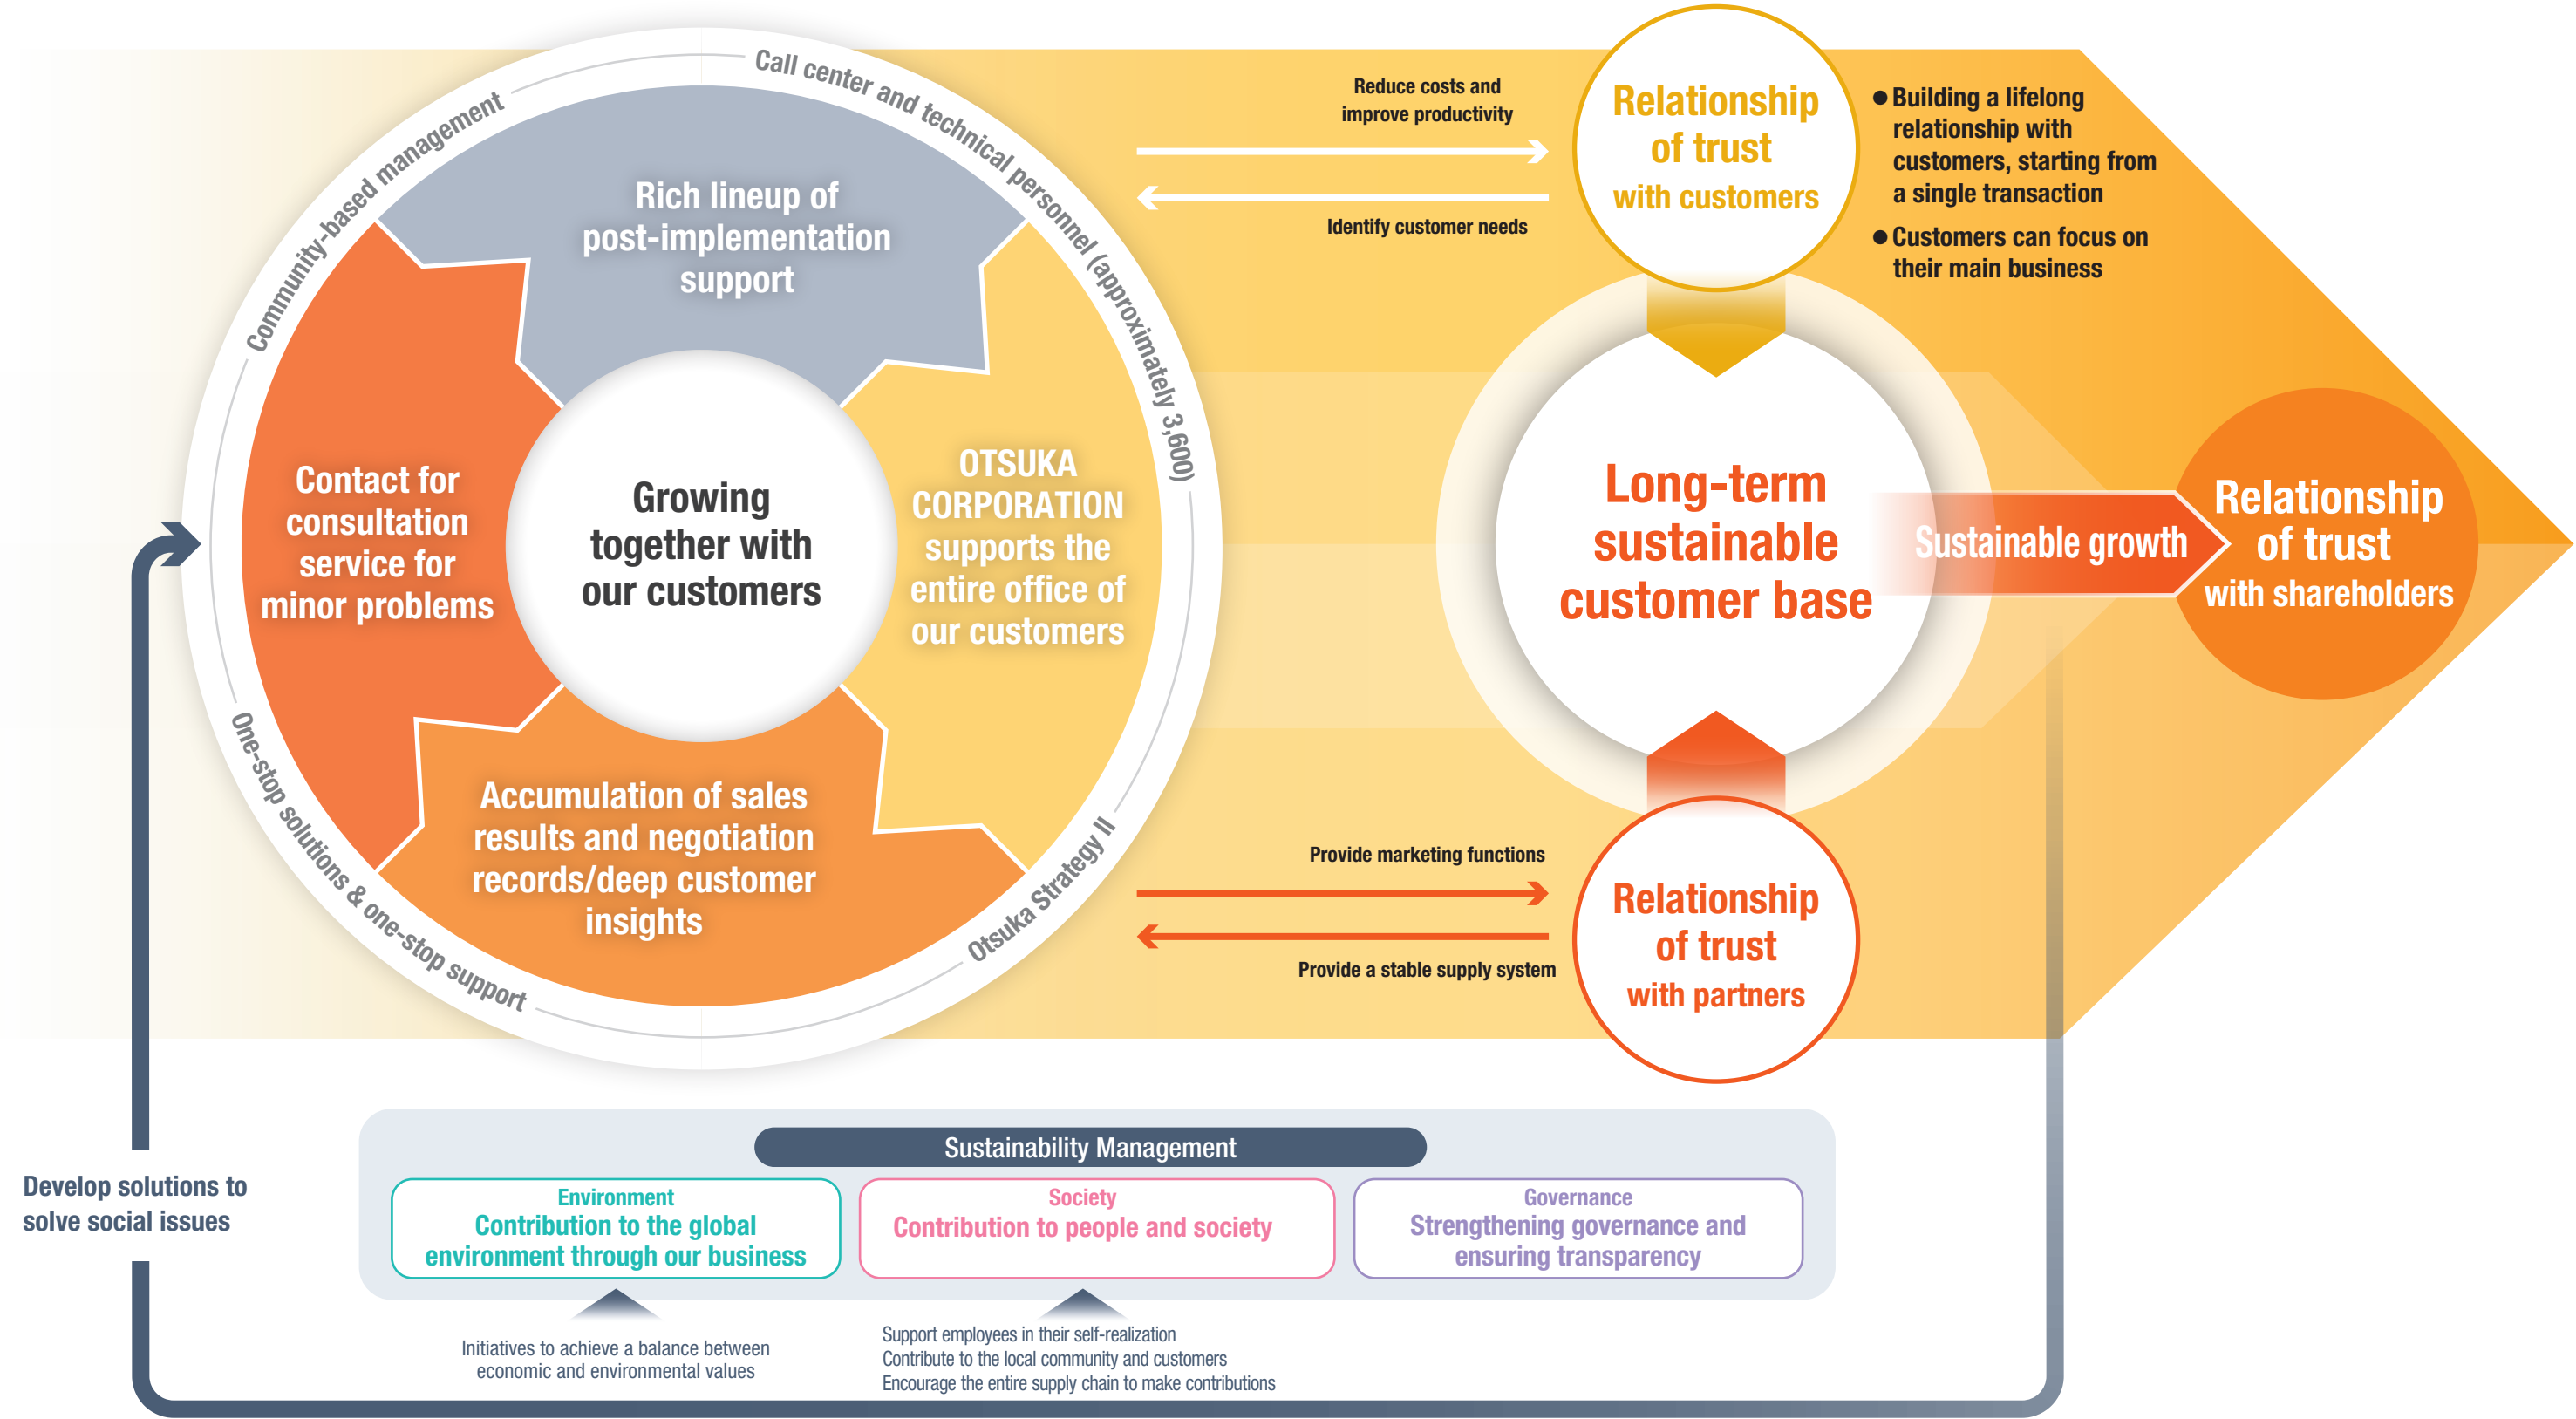 Community-based management
Call center and technical personnel (approximately 3,600)
One-stop solutions & one-stop support
Otsuka Strategy II
Rich lineup of
post-implementation
support
Contact for
consultation
service for
minor problems
Growing
together with
our customers
OTSUKA
CORPORATION
supports the
entire office of
our customers
Accumulation of sales
results and negotiation
records/deep customer
insights
Reduce costs and
improve productivity
Identify customer needs
Relationship
of trust
with customers
● Building a lifelong
relationship with
customers, starting from
a single transaction
● Customers can focus on
their main business
Long-term
sustainable
customer base
Sustainable growth
Relationship
of trust
with shareholders
Provide marketing functions
Provide a stable supply system
Relationship
of trust
with partners
Develop solutions to
solve social issues
Sustainability Management
Environment
Contribution to the global
environment through our business
Society
Contribution to people and society
Governance
Strengthening governance and
ensuring transparency
Initiatives to achieve a balance between
economic and environmental values
Support employees in their self-realization
Contribute to the local community and customers
Encourage the entire supply chain to make contributions